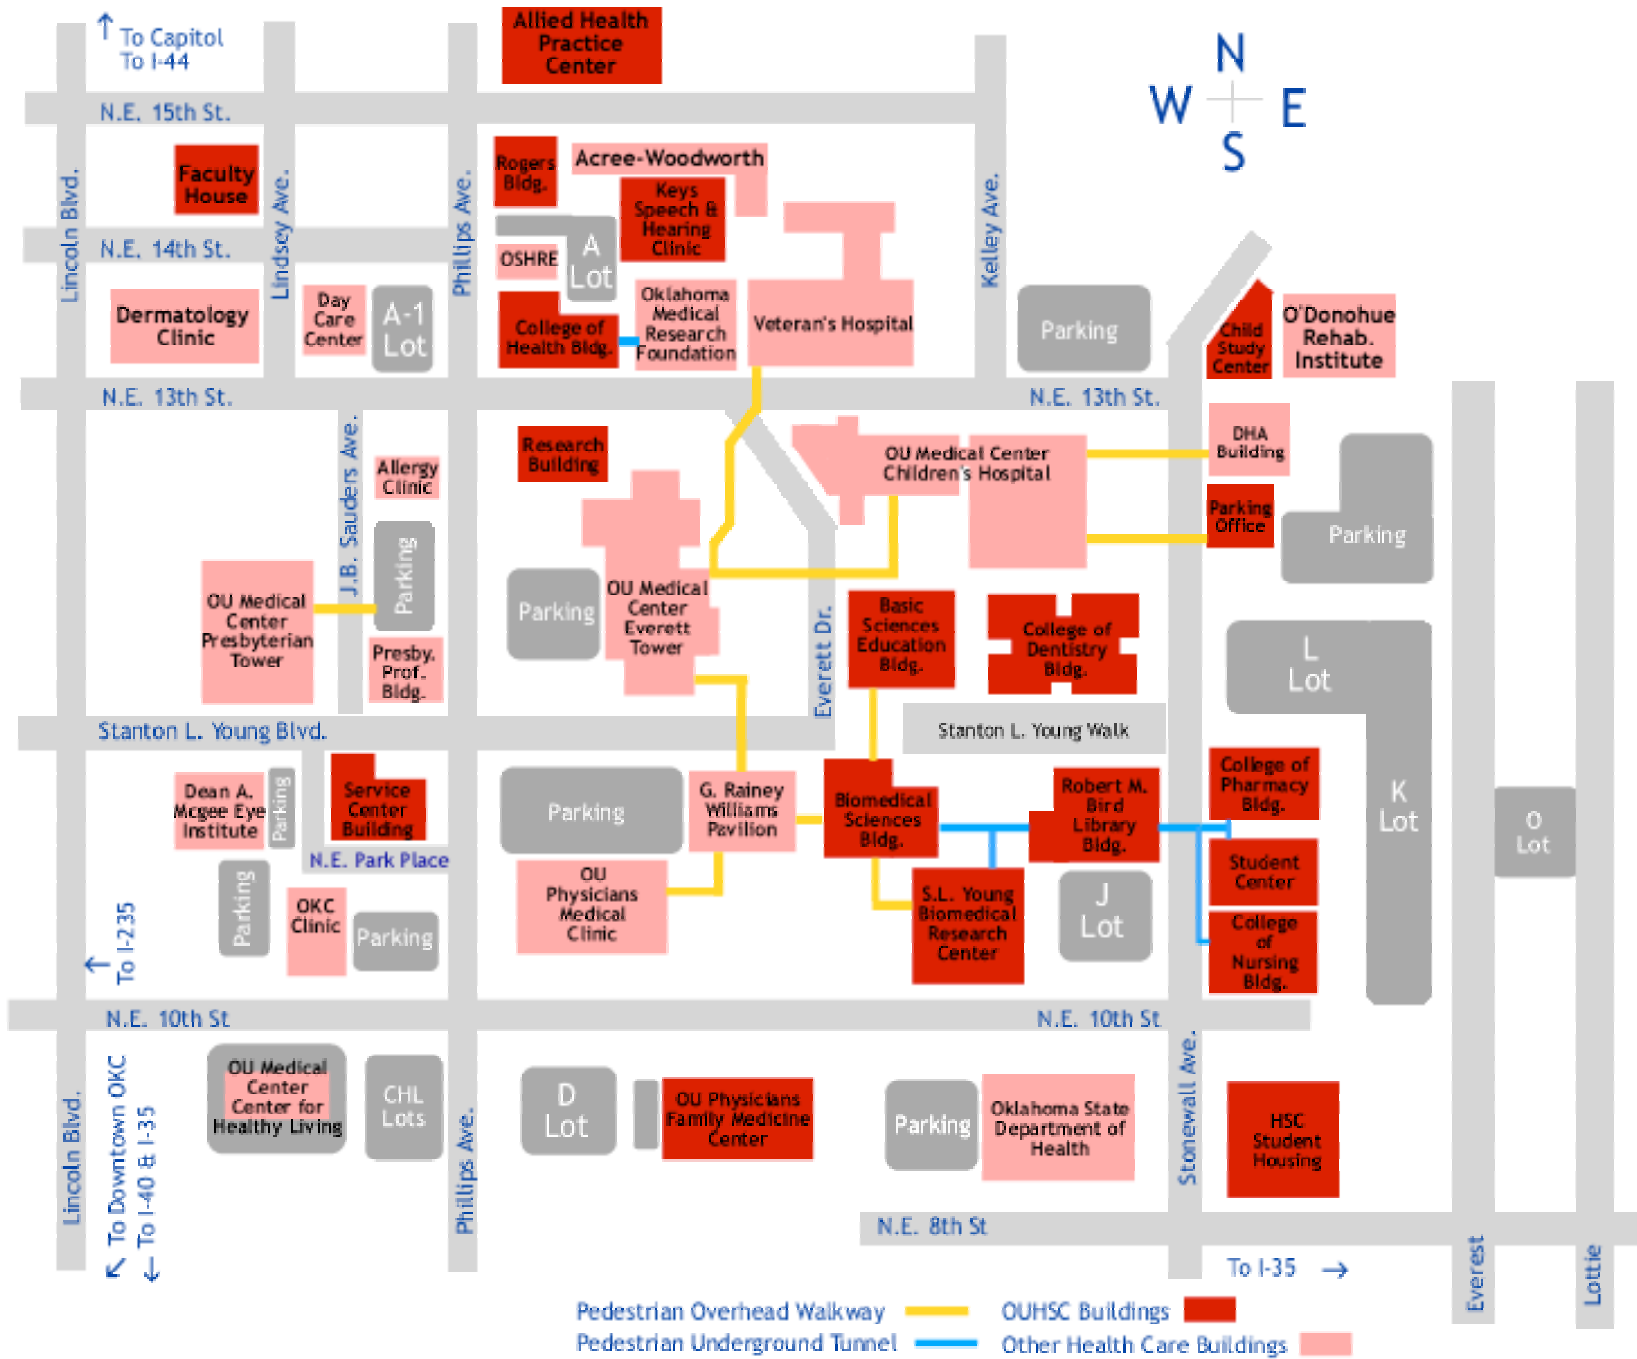 To Capitol
To I-44
Allied Health
Practice
Center
N
W E
S
N.E. 15th St.
Lincoln Blvd.
Faculty
House
Lindsey Ave.
Phillips Ave.
Rogers
Bldg.
Acree-Woodworth
Keys
Speech &
Hearing
Clinic
Kelley Ave.
N.E. 14th St.
OSHRE
A
Lot
Dermatology
Clinic
Day
Care
Center
A-1
Lot
College of
Health Bldg.
Oklahoma
Medical
Research
Foundation
Veteran's Hospital
Parking
Child
Study
Center
O'Donohue
Rehab.
Institute
N.E. 13th St.
N.E. 13th St.
J.B. Sauders Ave.
Allergy
Clinic
Research
Building
OU Medical Center
Children's Hospital
DHA
Building
Parking
Office
Parking
Parking
OU Medical
Center
Presbyterian
Tower
Presby.
Prof.
Bldg.
Parking
OU Medical
Center
Everett
Tower
Everett Dr.
Basic
Sciences
Education
Bldg.
College of
Dentistry
Bldg.
L
Lot
Stanton L. Young Blvd.
Stanton L. Young Walk
Dean A.
Mcgee Eye
Institute
Parking
Service
Center
Building
N.E. Park Place
Parking
G. Rainey
Williams
Pavilion
Biomedical
Sciences
Bldg.
Robert M.
Bird
Library
Bldg.
College of
Pharmacy
Bldg.
K
Lot
O
Lot
Student
Center
College
of
Nursing
Bldg.
Parking
OKC
Clinic
Parking
OU
Physicians
Medical
Clinic
S.L. Young
Biomedical
Research
Center
J
Lot
To I-235
N.E. 10th St
N.E. 10th St
Lincoln Blvd.
To Downtown OKC
To I-40 & I-35
OU Medical
Center
Center for
Healthy Living
CHL
Lots
Phillips Ave.
D
Lot
OU Physicians
Family Medicine
Center
Parking
Oklahoma State
Department of
Health
Stonewall Ave.
HSC
Student
Housing
N.E. 8th St
To I-35
Everest
Lottie
Pedestrian Overhead Walkway
OUHSC Buildings
Pedestrian Underground Tunnel
Other Health Care Buildings